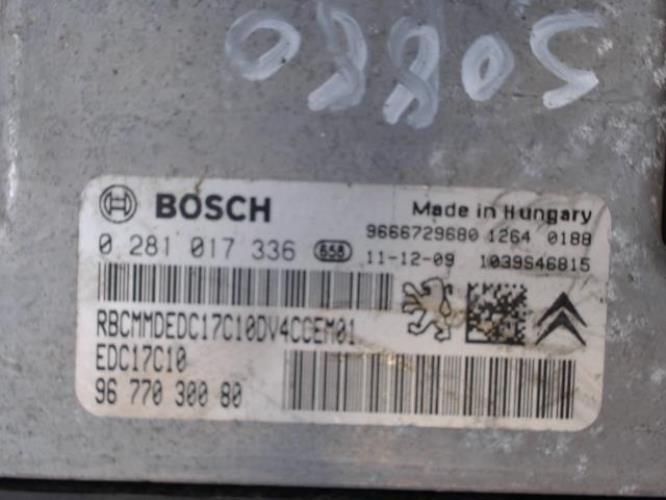 BOSCH
Made in Hungary
9666729680 1264 0188
0 281 017 336 658 11-12-09 1039S46815
RBCMMDEDC17C10DV4CCEM01
EDC17C10
96 770 300 80